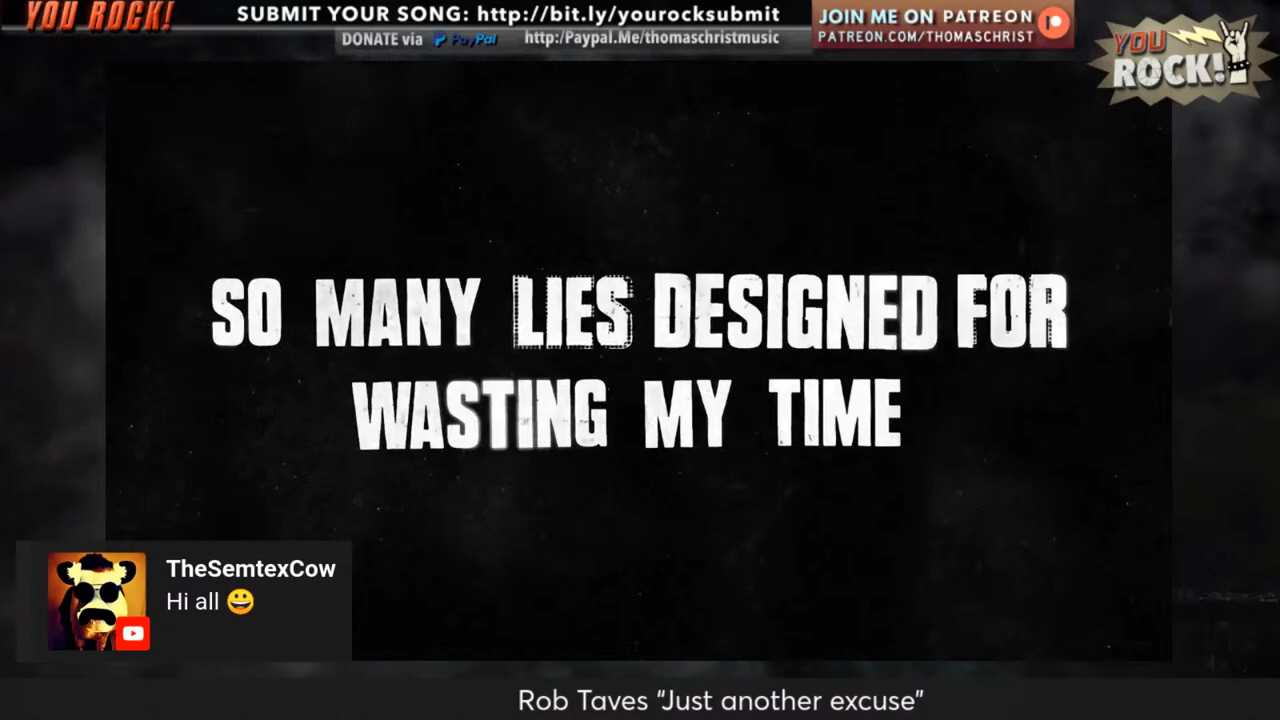 YOU ROCK!
SUBMIT YOUR SONG: http://bit.ly/yourocksubmit
DONATE via PayPal http:/Paypal.Me/thomaschristmusic
JOIN ME ON PATREON
PATREON.COM/THOMASCHRIST
YOU
ROCK!
SO MANY LIES DESIGNED FOR
WASTING MY TIME
TheSemtexCow
Hi all 😀
Rob Taves “Just another excuse”